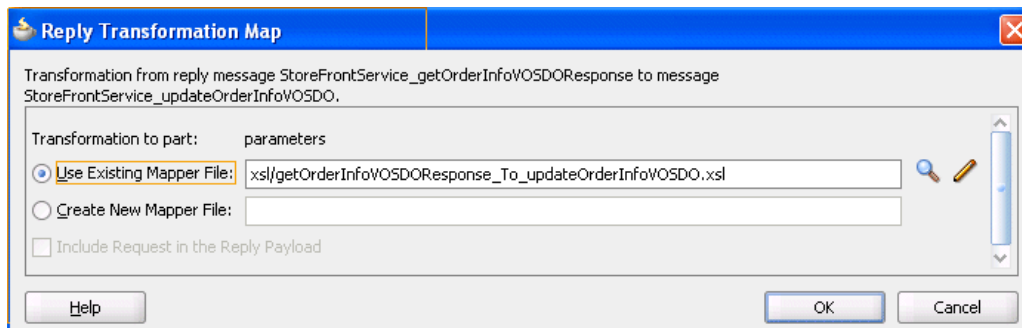 Reply Transformation Map
Transformation from reply message StoreFrontService_getOrderInfoVOSDOResponse to message
StoreFrontService_updateOrderInfoVOSDO.
Transformation to part: parameters
Use Existing Mapper File: xsl/getOrderInfoVOSDOResponse_To_updateOrderInfoVOSDO.xsl
Create New Mapper File:
Include Request in the Reply Payload
Help OK Cancel